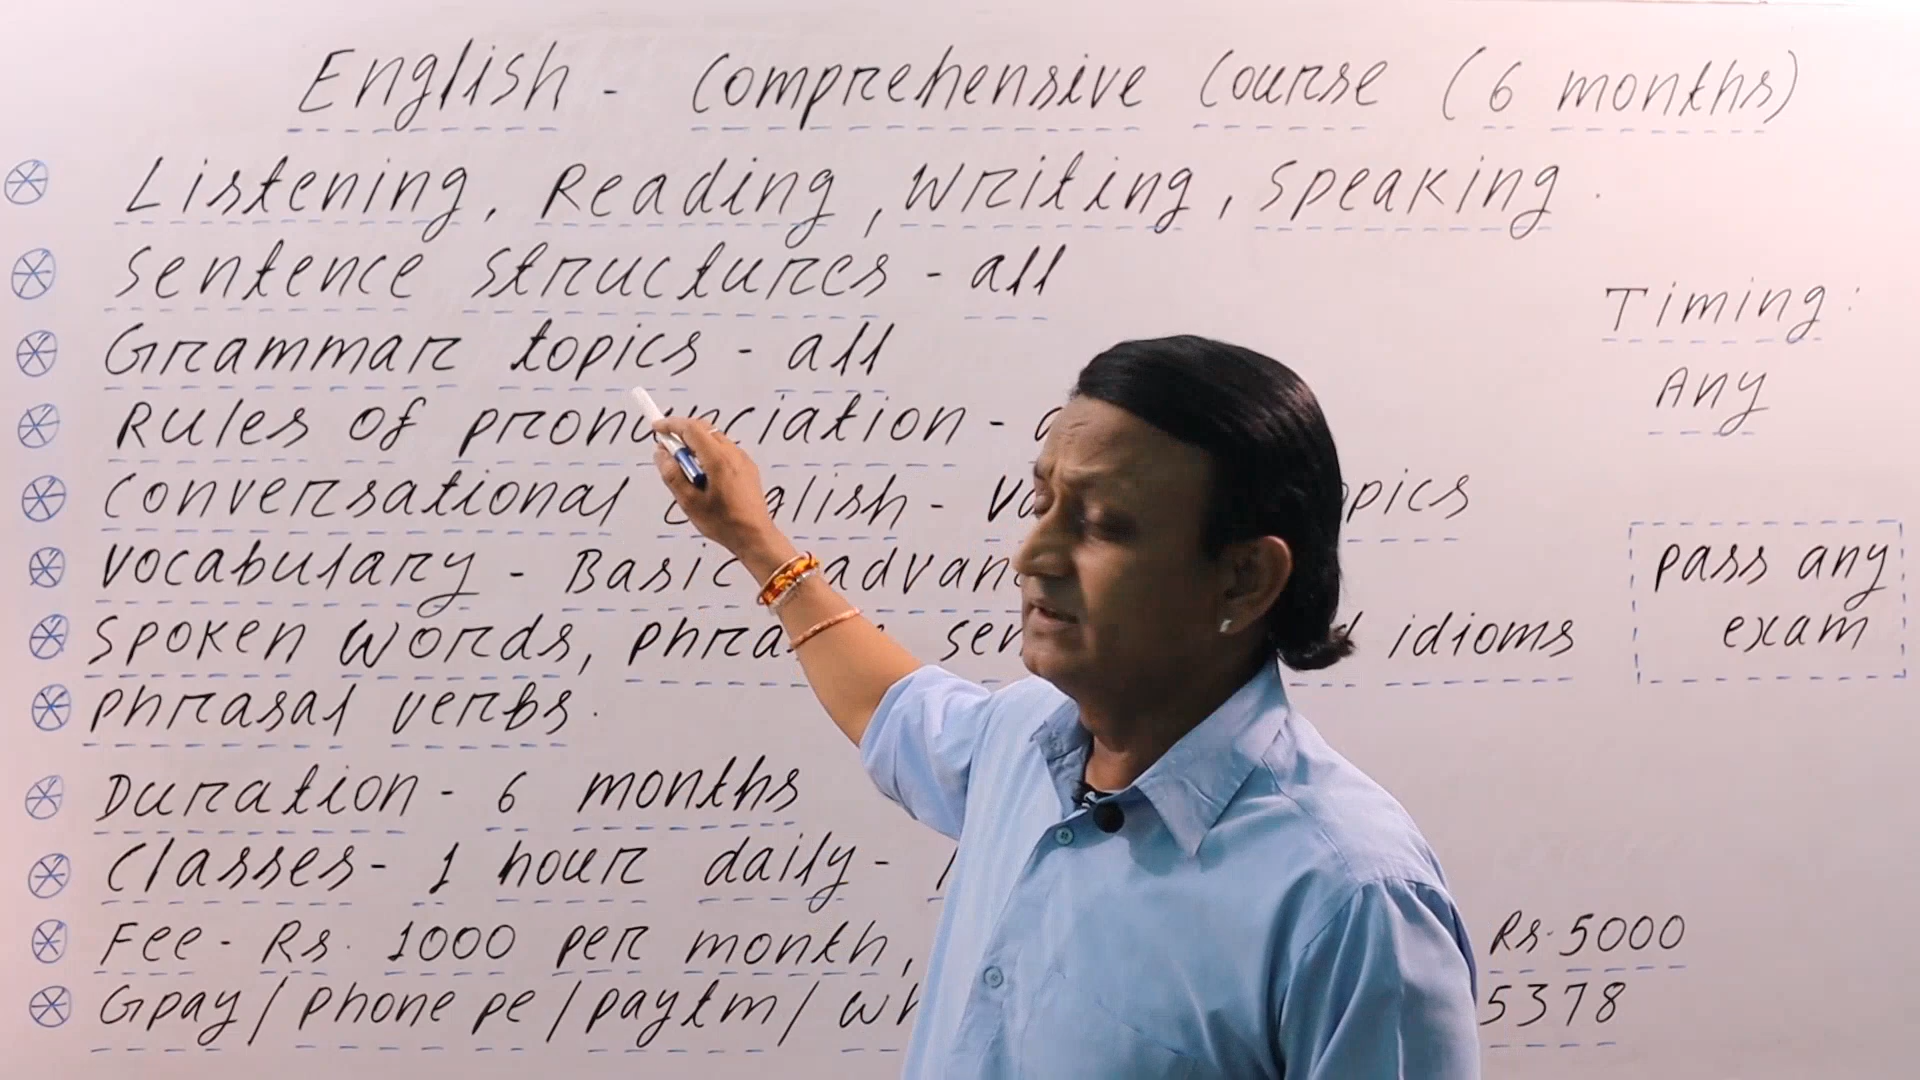 English - Comprehensive Course (6 months)
Listening, Reading, Writing, Speaking.
Sentence structures - all
Grammar topics - all
Rules of pronunciation -
Conversational English -
Vocabulary - Basic
Spoken words, idioms
Phrasal verbs.
Duration - 6 months
Classes - 1 hour daily -
Fee - Rs. 1000 per month, Rs. 5000
Gpay / phone pe / paytm / 5378
Timing:
Any
pass any
exam